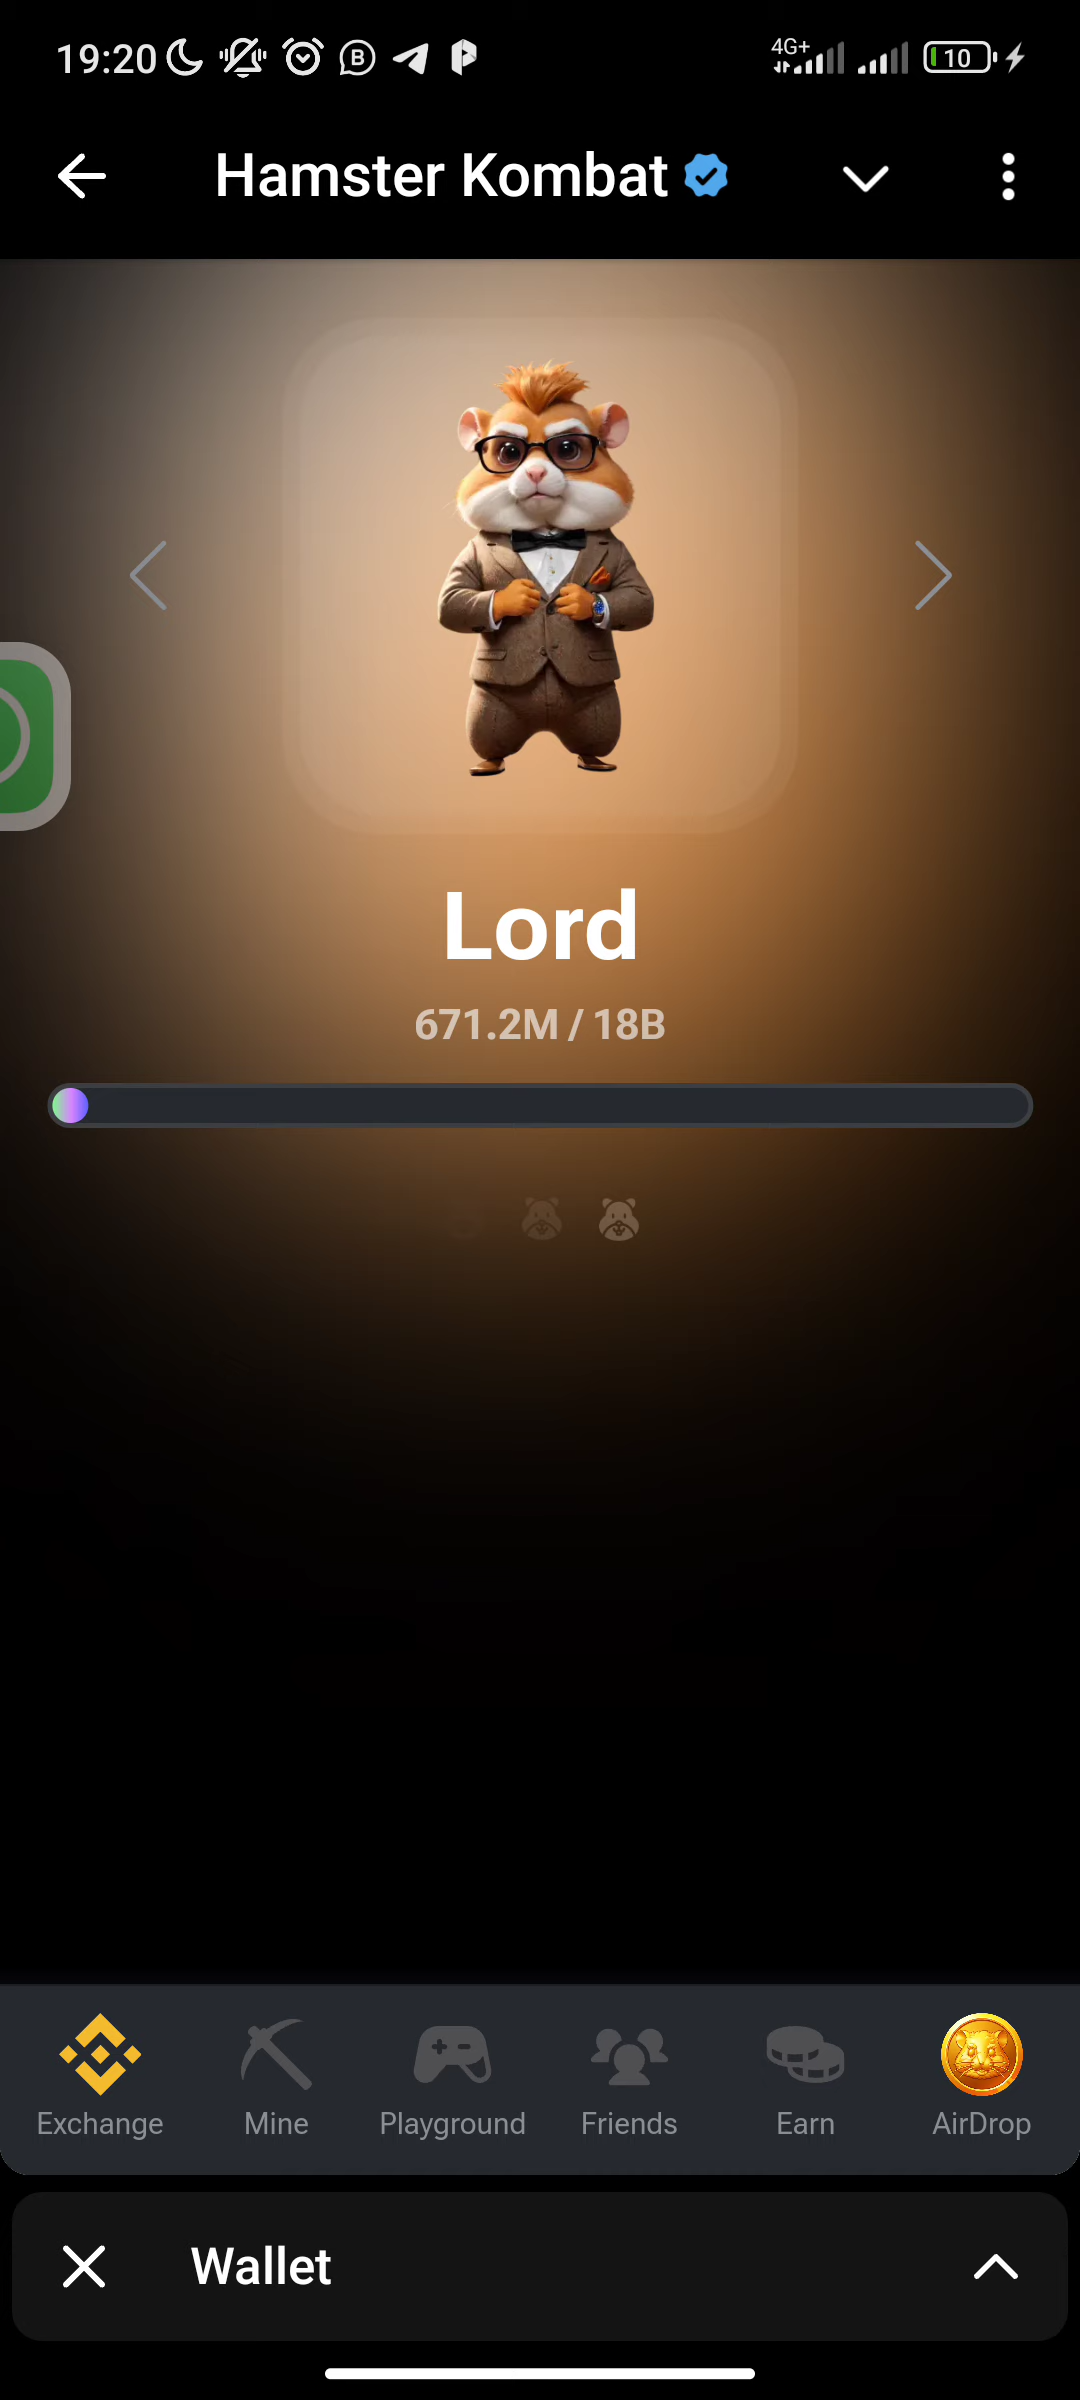 19:20 4G+ 10
Hamster Kombat
Lord
671.2M / 18B
Exchange Mine Playground Friends Earn AirDrop
Wallet